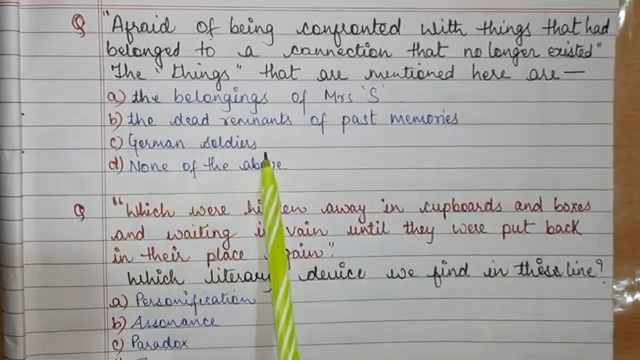 Q "Afraid of being confronted with things that had
belonged to a connection that no longer existed"
The "things" that are mentioned here are —
a) the belongings of Mrs 'S'.
b) the dead remnants of past memories
c) German soldiers
d) None of the above
Q "Which were hidden away in cupboards and boxes
and waiting in vain until they were put back
in their place again."
Which literary device we find in these line?
a) Personification
b) Assonance
c) Paradox